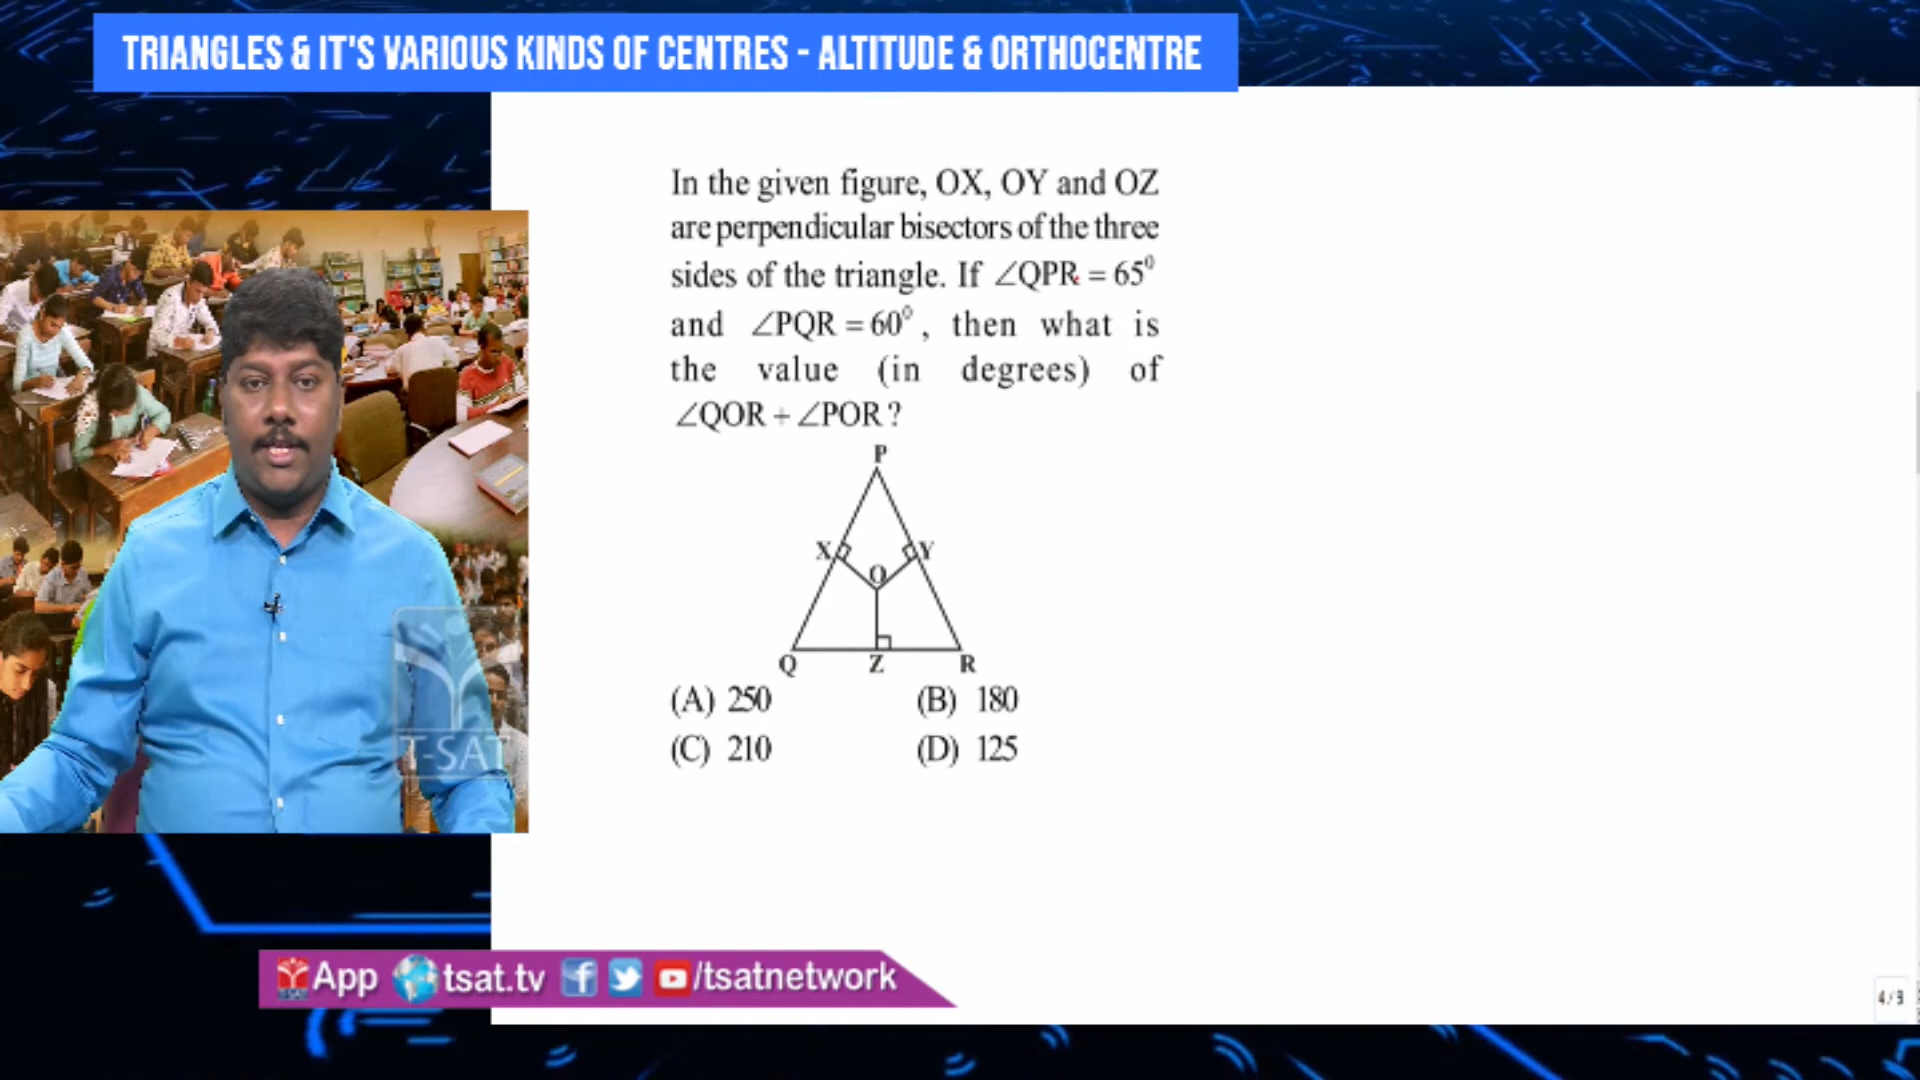 TRIANGLES & IT'S VARIOUS KINDS OF CENTRES - ALTITUDE & ORTHOCENTRE
In the given figure, OX, OY and OZ
are perpendicular bisectors of the three
sides of the triangle. If ∠QPR = 65⁰
and ∠PQR = 60⁰, then what is
the value (in degrees) of
∠QOR + ∠POR?
P
X Y
O
Q Z R
(A) 250 (B) 180
(C) 210 (D) 125
T-SAT
App tsat.tv /tsatnetwork